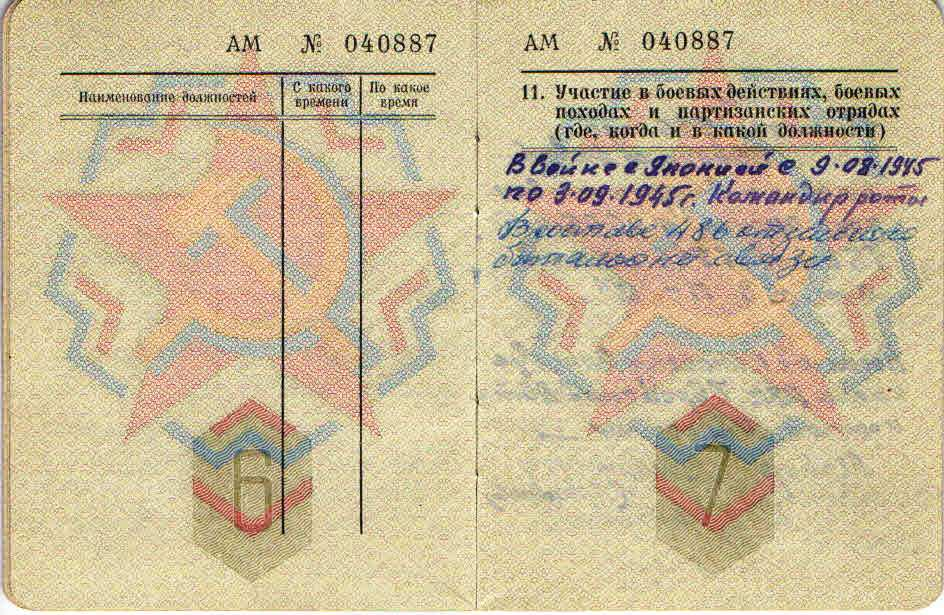 АМ № 040887
Наименование должностей
С какого времени
По какое время
6
АМ № 040887
11. Участие в боевых действиях, боевых
походах и партизанских отрядах
(где, когда и в какой должности)
В войне с Японией с 9.08.1945
по 3.09.1945г. Командир роты
В составе 486 отдельного
батальона связи
7